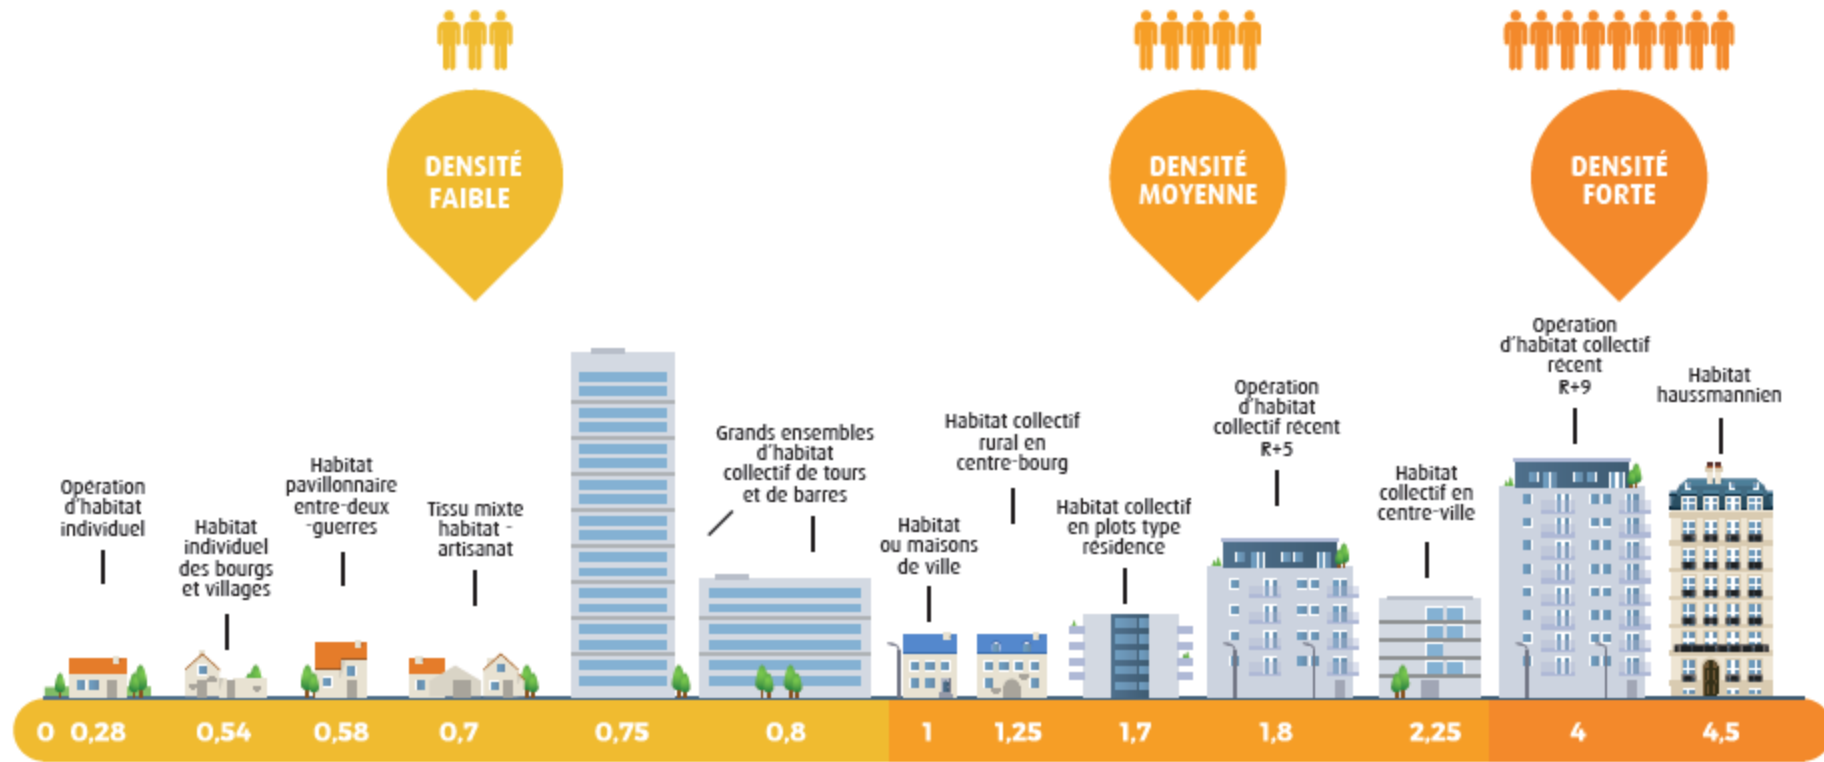 DENSITÉ
FAIBLE
DENSITÉ
MOYENNE
DENSITÉ
FORTE
Opération
d'habitat
individuel
Habitat
individuel
des bourgs
et villages
Habitat
pavillonnaire
entre-deux
-guerres
Tissu mixte
habitat -
artisanat
Grands ensembles
d'habitat
collectif de tours
et de barres
Habitat
ou maisons
de ville
Habitat collectif
rural en
centre-bourg
Habitat collectif
en plots type
résidence
Opération
d'habitat
collectif récent
R+5
Habitat
collectif en
centre-ville
Opération
d'habitat collectif
récent
R+9
Habitat
haussmannien
0 0,28 0,54 0,58 0,7 0,75 0,8 1 1,25 1,7 1,8 2,25 4 4,5